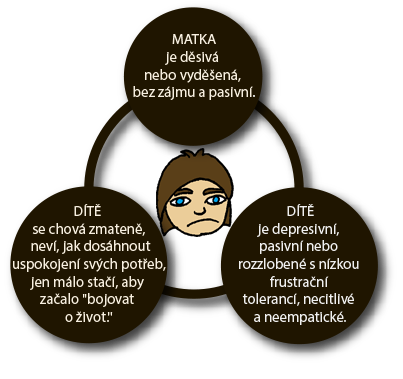 MATKA
je děsivá
nebo vyděšená,
bez zájmu a pasivní.
DÍTĚ
se chová zmateně,
neví, jak dosáhnout
uspokojení svých potřeb,
jen málo stačí, aby
začalo "bojovat
o život."
DÍTĚ
je depresivní,
pasivní nebo
rozzlobené s nízkou
frustrační
tolerancí, necitlivé
a neempatické.